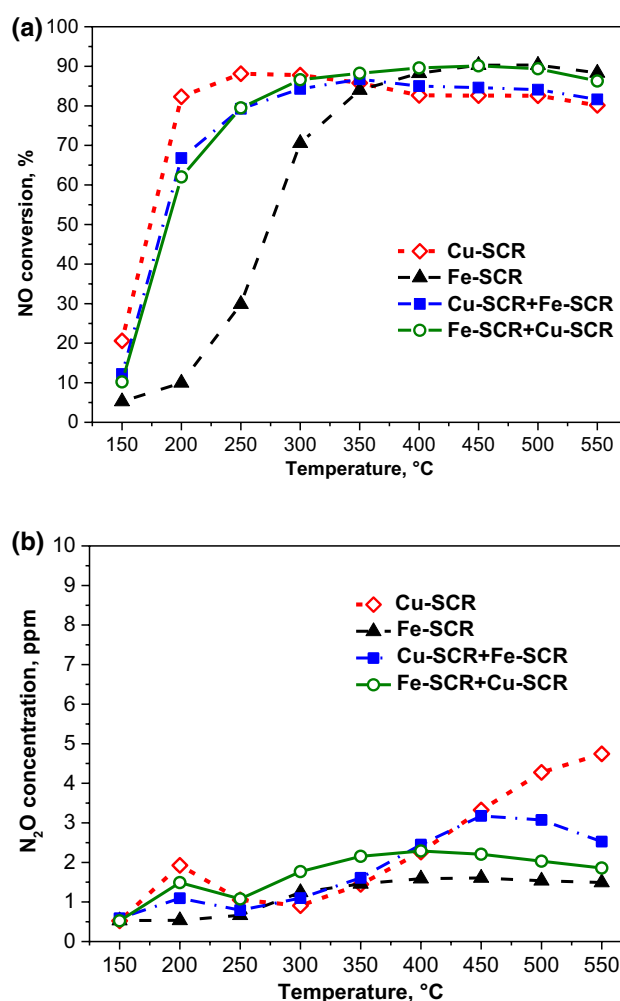 (a)
100
90
80
70
60
50
40
30
20
10
0
NO conversion, %
Cu-SCR
Fe-SCR
Cu-SCR+Fe-SCR
Fe-SCR+Cu-SCR
150 200 250 300 350 400 450 500 550
Temperature, °C
(b)
10
9
8
7
6
5
4
3
2
1
0
N₂O concentration, ppm
Cu-SCR
Fe-SCR
Cu-SCR+Fe-SCR
Fe-SCR+Cu-SCR
150 200 250 300 350 400 450 500 550
Temperature, °C